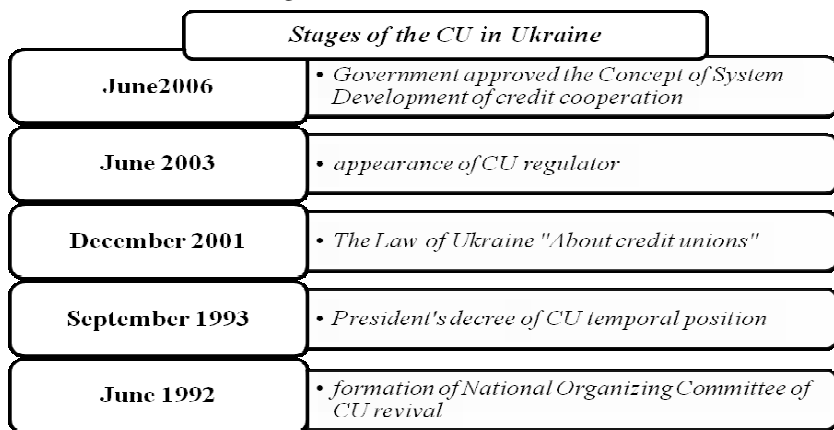 Stages of the CU in Ukraine
June2006
• Government approved the Concept of System
Development of credit cooperation
June 2003
• appearance of CU regulator
December 2001
• The Law of Ukraine "About credit unions"
September 1993
• President's decree of CU temporal position
June 1992
• formation of National Organizing Committee of
CU revival